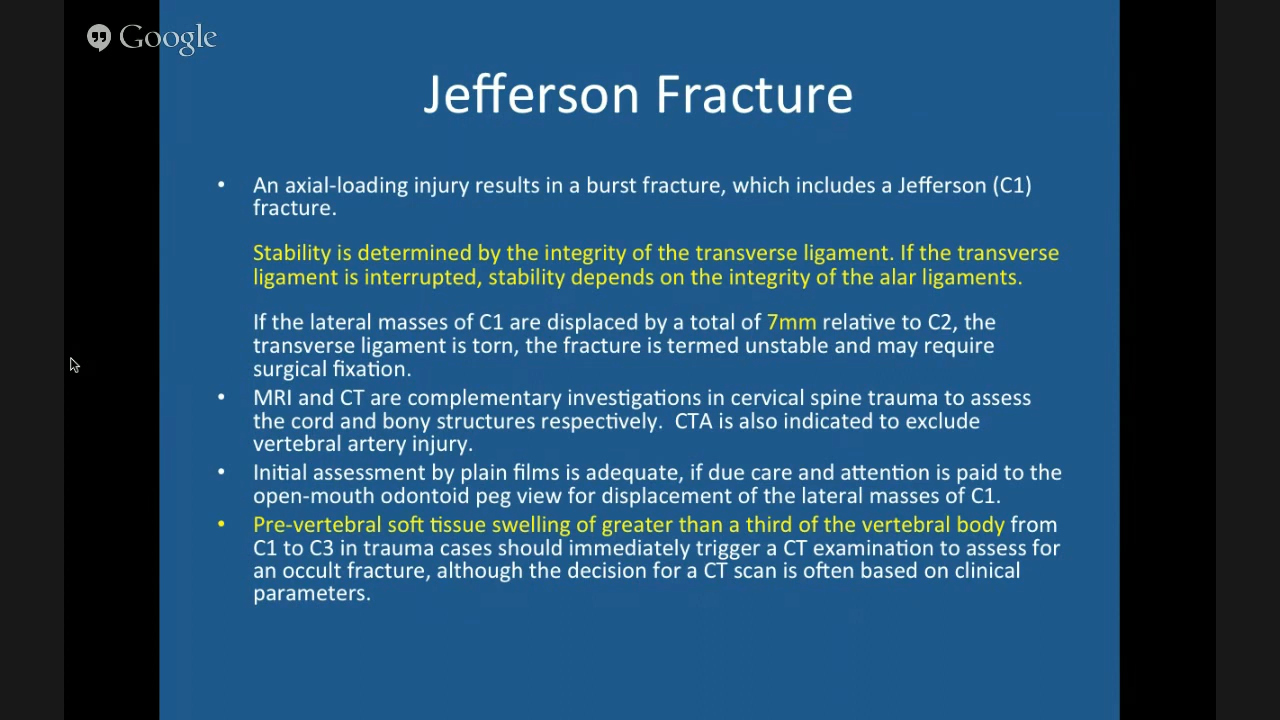 Google
Jefferson Fracture
• An axial-loading injury results in a burst fracture, which includes a Jefferson (C1)
fracture.
Stability is determined by the integrity of the transverse ligament. If the transverse
ligament is interrupted, stability depends on the integrity of the alar ligaments.
If the lateral masses of C1 are displaced by a total of 7mm relative to C2, the
transverse ligament is torn, the fracture is termed unstable and may require
surgical fixation.
• MRI and CT are complementary investigations in cervical spine trauma to assess
the cord and bony structures respectively.  CTA is also indicated to exclude
vertebral artery injury.
• Initial assessment by plain films is adequate, if due care and attention is paid to the
open-mouth odontoid peg view for displacement of the lateral masses of C1.
• Pre-vertebral soft tissue swelling of greater than a third of the vertebral body from
C1 to C3 in trauma cases should immediately trigger a CT examination to assess for
an occult fracture, although the decision for a CT scan is often based on clinical
parameters.